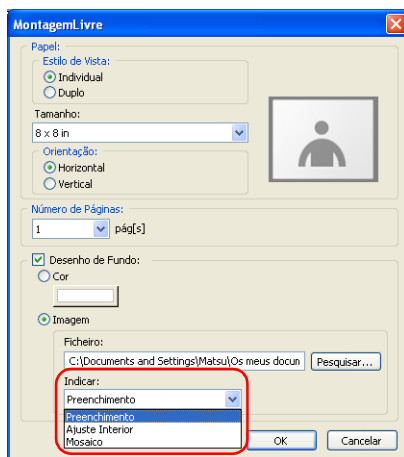 MontagemLivre
Papel:
Estilo de Vista:
Individual
Duplo
Tamanho:
8 x 8 in
Orientação:
Horizontal
Vertical
Número de Páginas:
1 pág[s]
Desenho de Fundo:
Cor
Imagem
Ficheiro:
C:\Documents and Settings\Matsu\Os meus docun Pesquisar...
Indicar:
Preenchimento
Preenchimento
Ajuste Interior
Mosaico
OK Cancelar